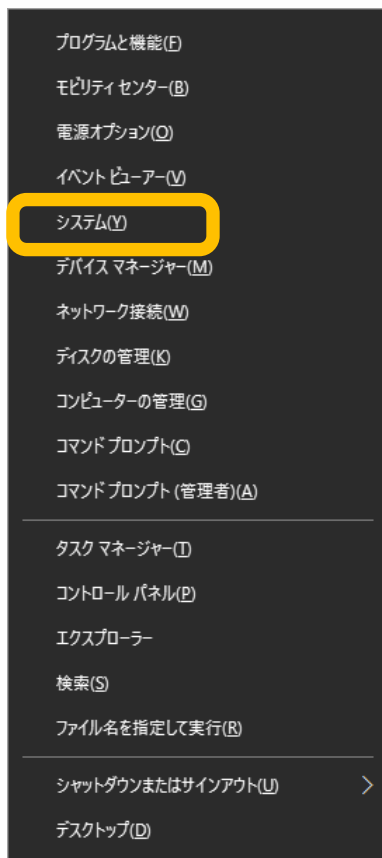 プログラムと機能(F)
モビリティ センター(B)
電源オプション(O)
イベント ビューアー(V)
システム(Y)
デバイス マネージャー(M)
ネットワーク接続(W)
ディスクの管理(K)
コンピューターの管理(G)
コマンド プロンプト(C)
コマンド プロンプト (管理者)(A)
タスク マネージャー(T)
コントロール パネル(P)
エクスプローラー
検索(S)
ファイル名を指定して実行(R)
シャットダウンまたはサインアウト(U)
デスクトップ(D)